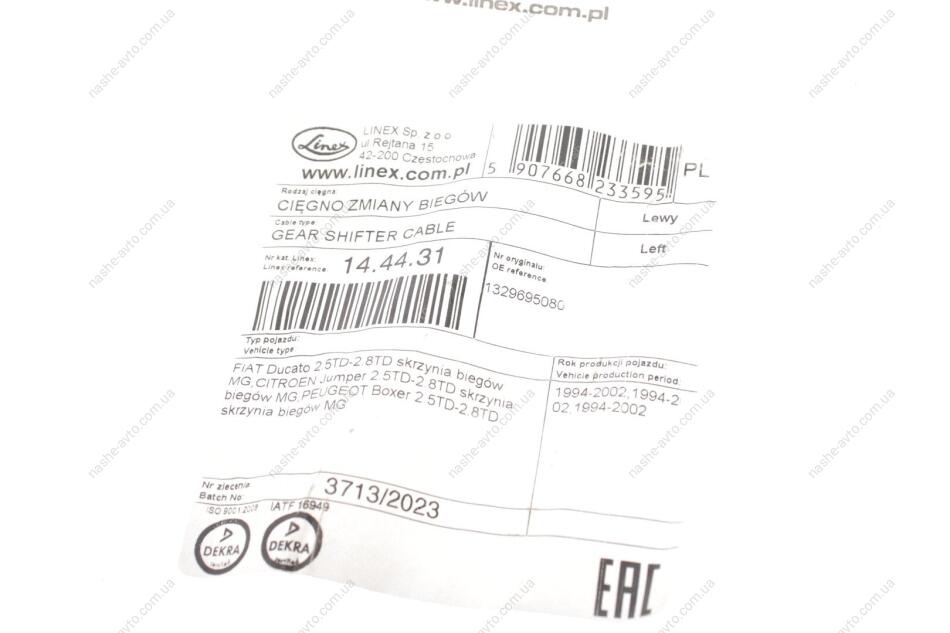 www.linex.com.pl
Linex
LINEX Sp. z o o
ul Rejtana 15
42-200 Częstochowa
www.linex.com.pl
5 907668 233595
PL
Rodzaj cięgna:
CIĘGNO ZMIANY BIEGÓW
Lewy
Cable type:
GEAR SHIFTER CABLE
Left
Nr kat. Linex:
Linex reference
14.44.31
Nr oryginału:
OE reference
1329695080
Typ pojazdu:
Vehicle type:
FIAT Ducato 2.5TD-2.8TD skrzynia biegów
MG,CITROEN Jumper 2.5TD-2.8TD skrzynia
biegów MG,PEUGEOT Boxer 2.5TD-2.8TD
skrzynia biegów MG
Rok produkcji pojazdu:
Vehicle production period:
1994-2002,1994-2
02,1994-2002
Nr zlecenia
Batch No
3713/2023
ISO 9001:2008
IATF 16949
DEKRA
DEKRA
EAC
nashe-avto.com.ua